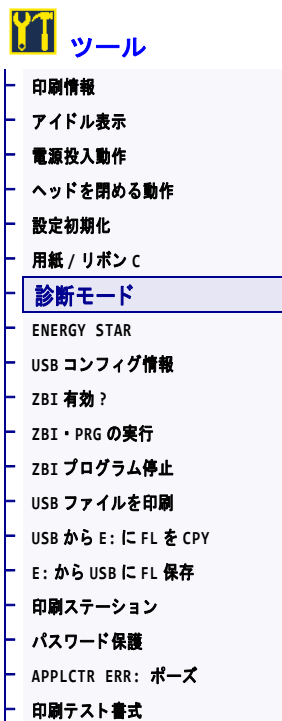 ツール
印刷情報
アイドル表示
電源投入動作
ヘッドを閉める動作
設定初期化
用紙 / リボン C
診断モード
ENERGY STAR
USB コンフィグ情報
ZBI 有効 ?
ZBI・PRG の実行
ZBI プログラム停止
USB ファイルを印刷
USB から E: に FL を CPY
E: から USB に FL 保存
印刷ステーション
パスワード保護
APPLCTR ERR: ポーズ
印刷テスト書式